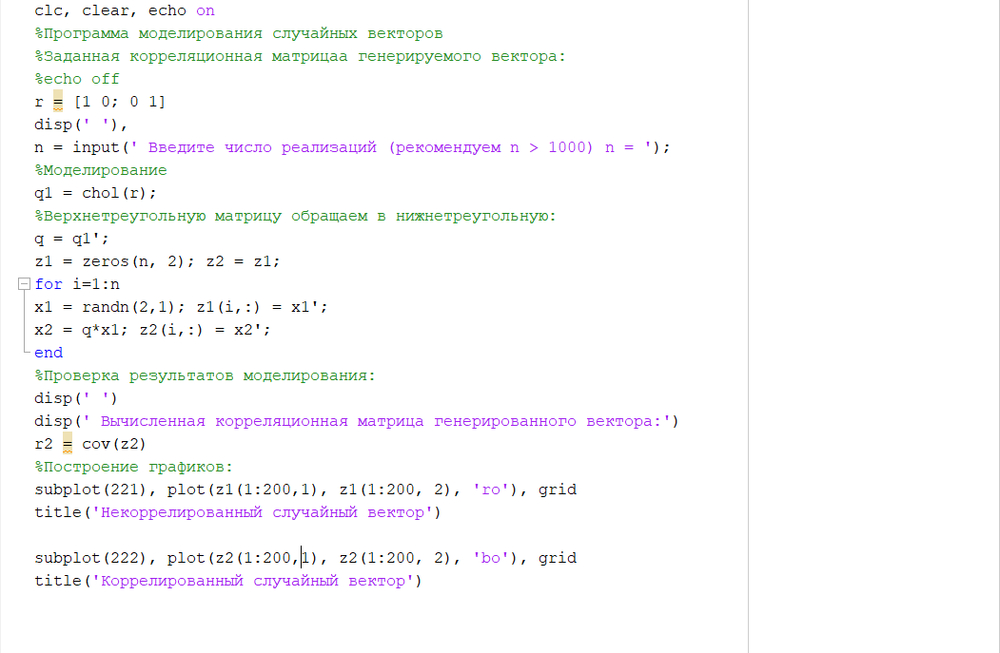 clc, clear, echo on
%Программа моделирования случайных векторов
%Заданная корреляционная матрицаа генерируемого вектора:
%echo off
r = [1 0; 0 1]
disp(' '),
n = input(' Введите число реализаций (рекомендуем n > 1000) n = ');
%Моделирование
q1 = chol(r);
%Верхнетреугольную матрицу обращаем в нижнетреугольную:
q = q1';
z1 = zeros(n, 2); z2 = z1;
for i=1:n
x1 = randn(2,1); z1(i,:) = x1';
x2 = q*x1; z2(i,:) = x2';
end
%Проверка результатов моделирования:
disp(' ')
disp(' Вычисленная корреляционная матрица генерированного вектора:')
r2 = cov(z2)
%Построение графиков:
subplot(221), plot(z1(1:200,1), z1(1:200, 2), 'ro'), grid
title('Некоррелированный случайный вектор')
subplot(222), plot(z2(1:200,1), z2(1:200, 2), 'bo'), grid
title('Коррелированный случайный вектор')